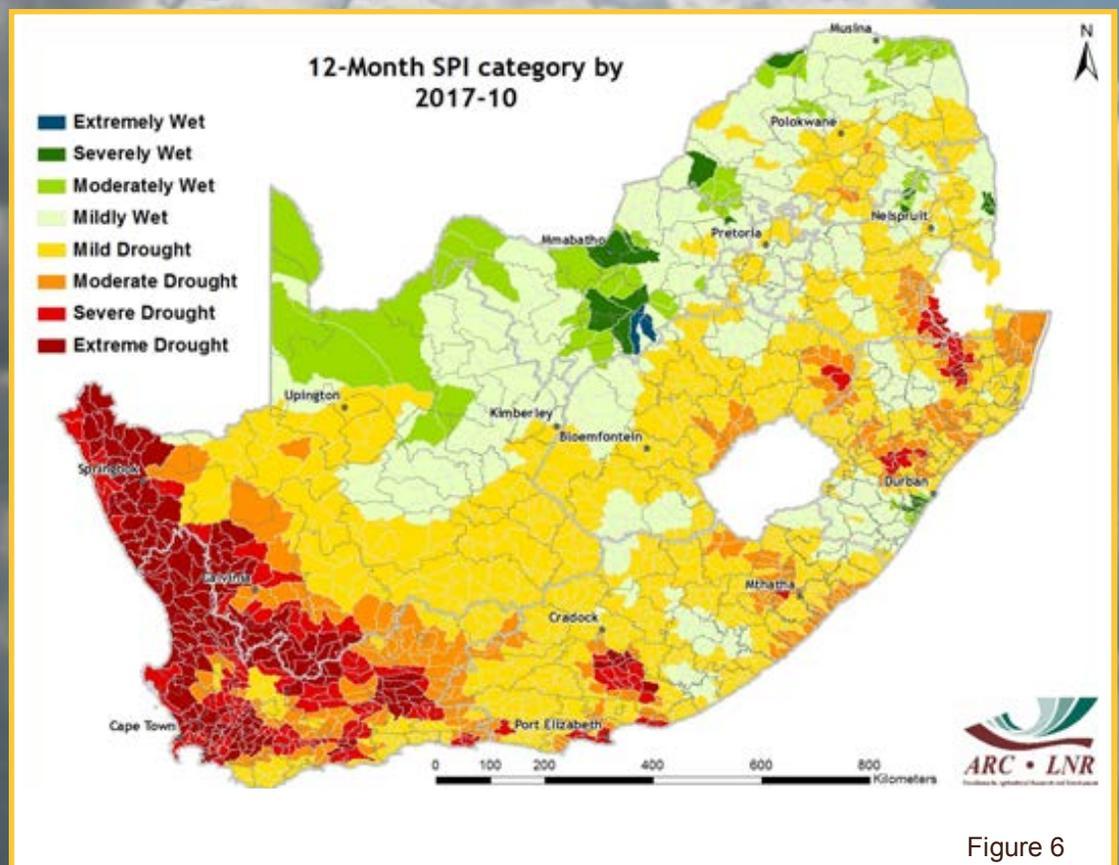 12-Month SPI category by
2017-10
N
Extremely Wet
Severely Wet
Moderately Wet
Mildly Wet
Mild Drought
Moderate Drought
Severe Drought
Extreme Drought
Musina
Polokwane
Nelspruit
Pretoria
Mmabatho
Upington
Kimberley
Bloemfontein
Springbok
Durban
Calvinia
Mthatha
Cradock
Cape Town
Port Elizabeth
0 100 200 400 600 800
Kilometers
ARC • LNR
Figure 6